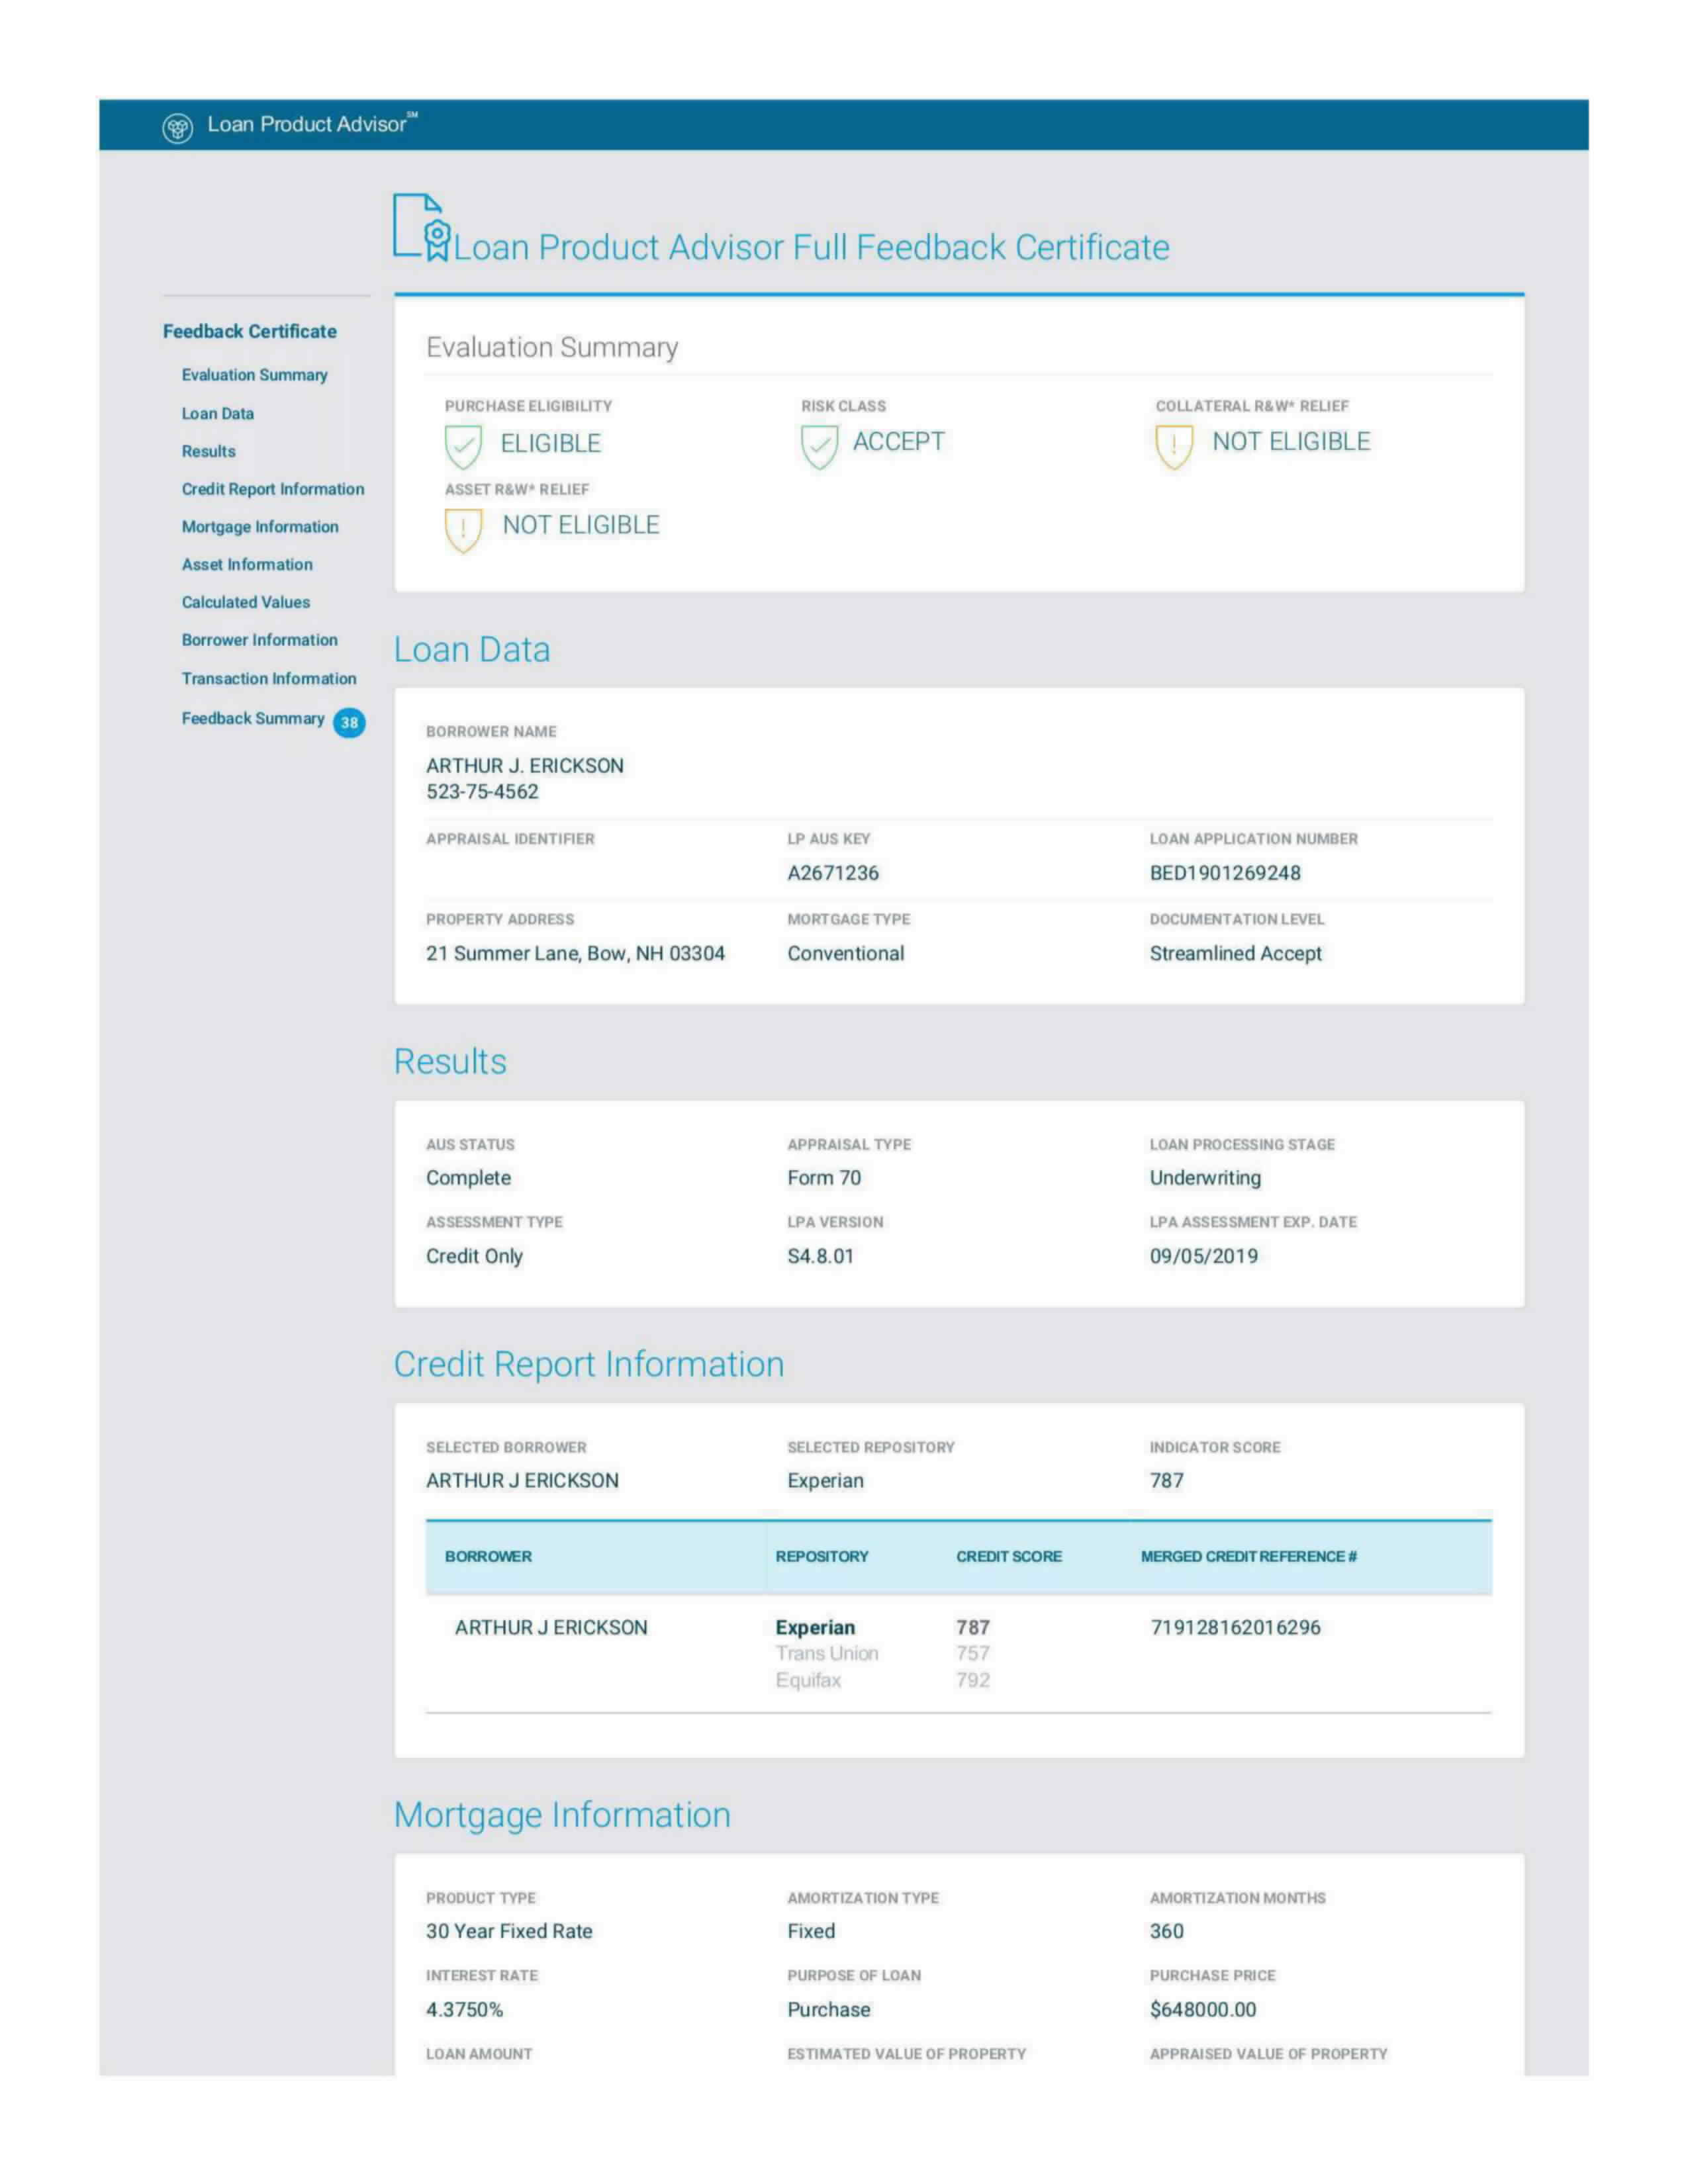 Loan Product Advisor℠
Loan Product Advisor Full Feedback Certificate
Feedback Certificate
Evaluation Summary
Loan Data
Results
Credit Report Information
Mortgage Information
Asset Information
Calculated Values
Borrower Information
Transaction Information
Feedback Summary 38
Evaluation Summary
PURCHASE ELIGIBILITY RISK CLASS COLLATERAL R&W* RELIEF
ELIGIBLE ACCEPT NOT ELIGIBLE
ASSET R&W* RELIEF
NOT ELIGIBLE
Loan Data
BORROWER NAME
ARTHUR J. ERICKSON
523-75-4562
APPRAISAL IDENTIFIER LP AUS KEY LOAN APPLICATION NUMBER
A2671236 BED1901269248
PROPERTY ADDRESS MORTGAGE TYPE DOCUMENTATION LEVEL
21 Summer Lane, Bow, NH 03304 Conventional Streamlined Accept
Results
AUS STATUS APPRAISAL TYPE LOAN PROCESSING STAGE
Complete Form 70 Underwriting
ASSESSMENT TYPE LPA VERSION LPA ASSESSMENT EXP. DATE
Credit Only S4.8.01 09/05/2019
Credit Report Information
SELECTED BORROWER SELECTED REPOSITORY INDICATOR SCORE
ARTHUR J ERICKSON Experian 787
BORROWER REPOSITORY CREDIT SCORE MERGED CREDIT REFERENCE #
ARTHUR J ERICKSON Experian 787 719128162016296
Trans Union 757
Equifax 792
Mortgage Information
PRODUCT TYPE AMORTIZATION TYPE AMORTIZATION MONTHS
30 Year Fixed Rate Fixed 360
INTEREST RATE PURPOSE OF LOAN PURCHASE PRICE
4.3750% Purchase $648000.00
LOAN AMOUNT ESTIMATED VALUE OF PROPERTY APPRAISED VALUE OF PROPERTY